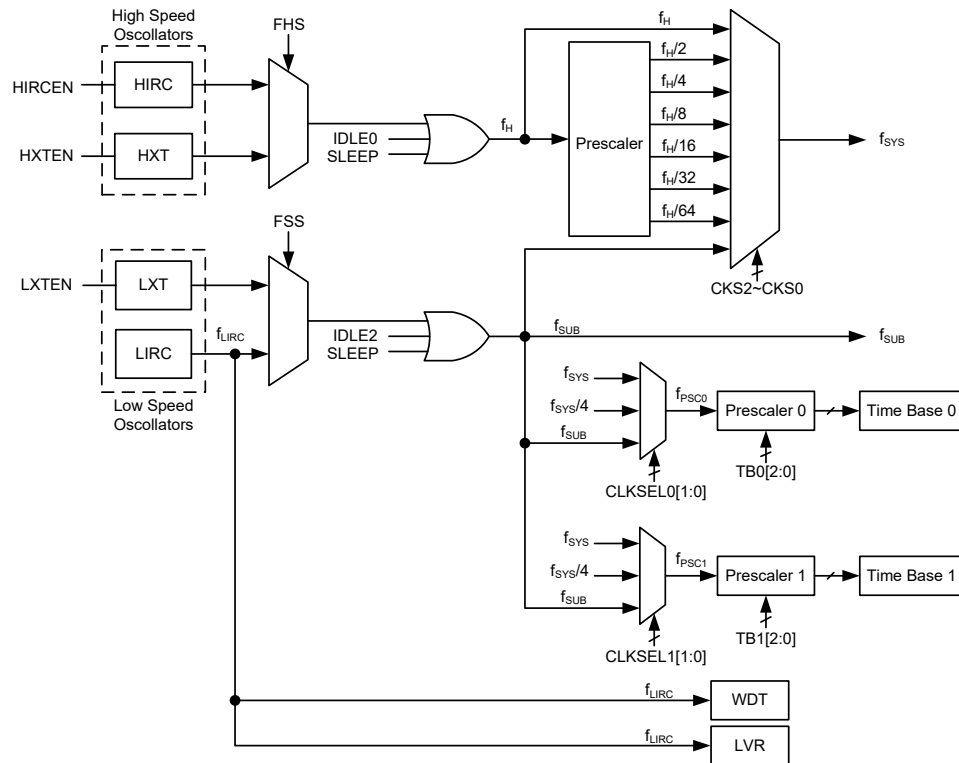 High Speed
Oscollators
FHS
HIRCEN
HIRC
HXTEN
HXT
IDLE0
SLEEP
fH
fH
Prescaler
fH/2
fH/4
fH/8
fH/16
fH/32
fH/64
fSYS
CKS2~CKS0
FSS
LXTEN
LXT
fLIRC
LIRC
Low Speed
Oscollators
IDLE2
SLEEP
fSUB
fSUB
fSYS
fSYS/4
fSUB
fPSC0
Prescaler 0
Time Base 0
TB0[2:0]
CLKSEL0[1:0]
fSYS
fSYS/4
fSUB
fPSC1
Prescaler 1
Time Base 1
TB1[2:0]
CLKSEL1[1:0]
fLIRC
WDT
fLIRC
LVR